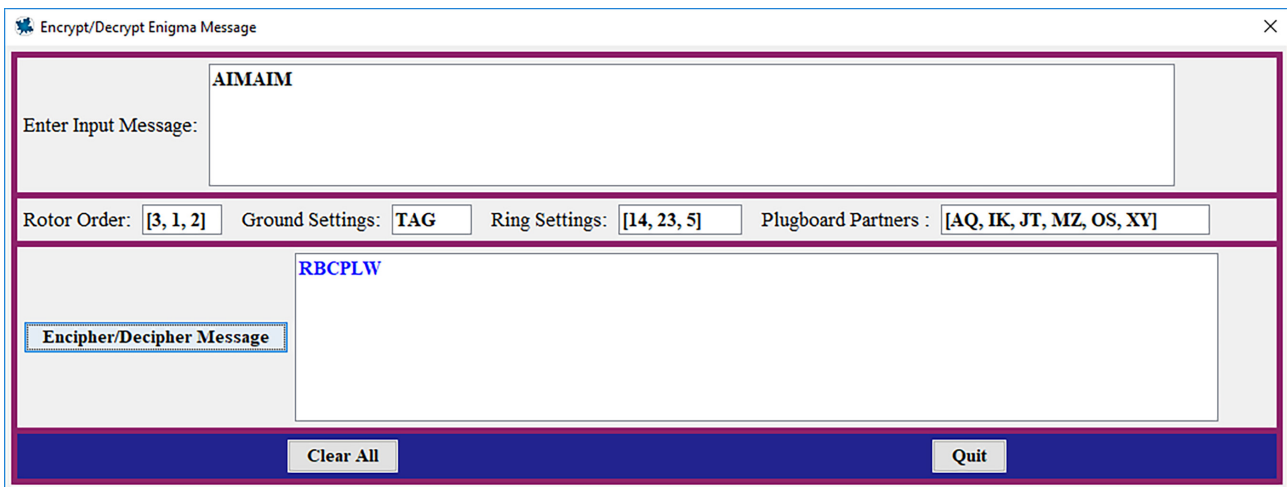 Encrypt/Decrypt Enigma Message
AIMAIM
Enter Input Message:
Rotor Order: [3, 1, 2] Ground Settings: TAG Ring Settings: [14, 23, 5] Plugboard Partners : [AQ, IK, JT, MZ, OS, XY]
RBCPLW
Encipher/Decipher Message
Clear All Quit